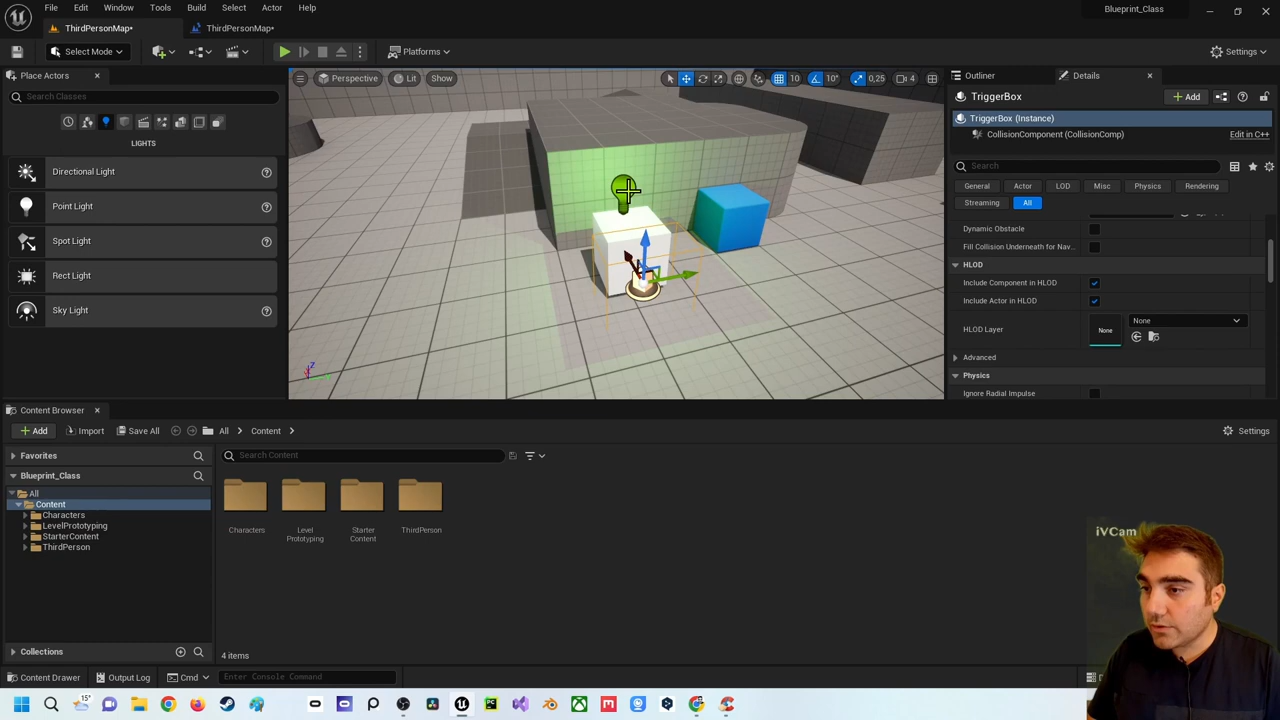 File Edit Window Tools Build Select Actor Help
Blueprint_Class
ThirdPersonMap*
ThirdPersonMap*
Select Mode
Platforms
Settings
Place Actors
Search Classes
LIGHTS
Directional Light
Point Light
Spot Light
Rect Light
Sky Light
Perspective
Lit
Show
10
10°
0,25
4
Z
Outliner
Details
TriggerBox
Add
TriggerBox (Instance)
CollisionComponent (CollisionComp)
Edit in C++
Search
General
Actor
LOD
Misc
Physics
Rendering
Streaming
All
Dynamic Obstacle
Fill Collision Underneath for Nav...
HLOD
Include Component in HLOD
Include Actor in HLOD
HLOD Layer
None
None
Advanced
Physics
Ignore Radial Impulse
Content Browser
Add
Import
Save All
All
Content
Settings
Favorites
Blueprint_Class
All
Content
Characters
LevelPrototyping
StarterContent
ThirdPerson
Collections
Search Content
Characters
Level
Prototyping
Starter
Content
ThirdPerson
4 items
iVCam
Content Drawer
Output Log
Cmd
Enter Console Command
15°